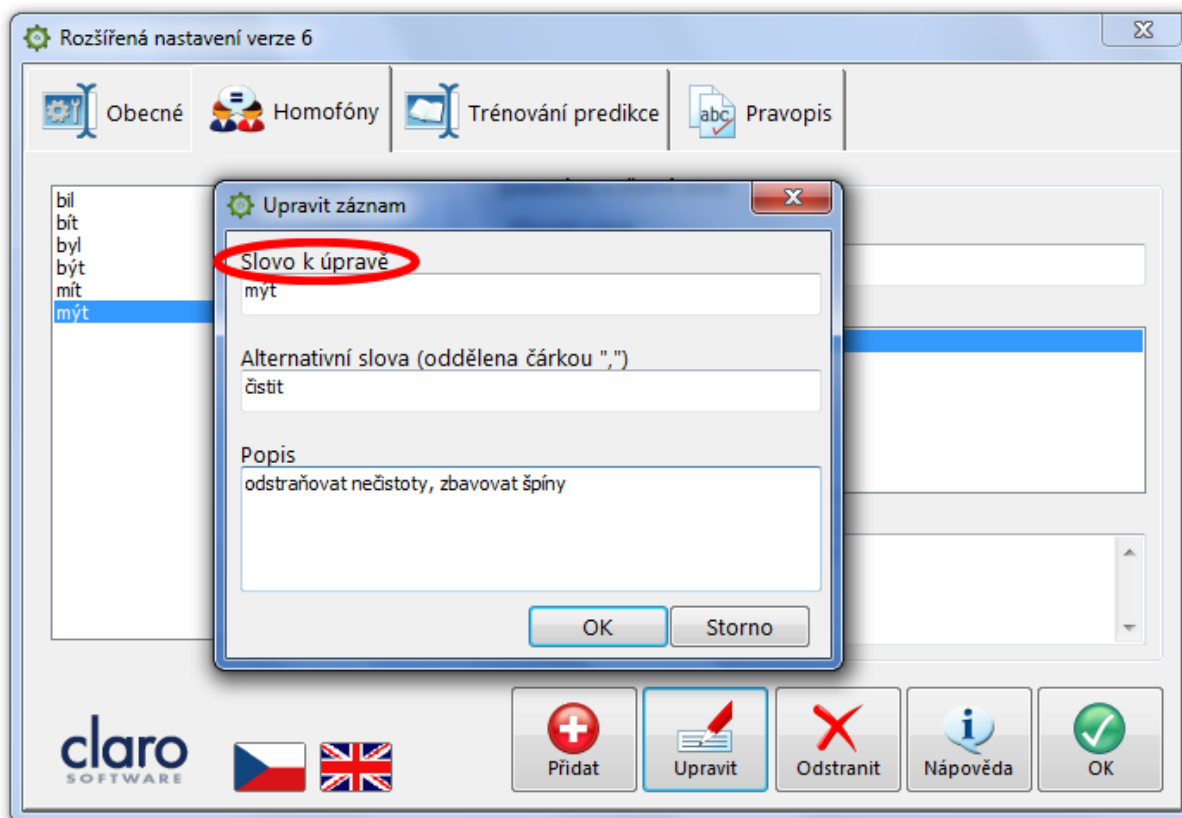 Rozšířená nastavení verze 6
Obecné
Homofóny
Trénování predikce
Pravopis
abc
bil
bít
byl
být
mít
mýt
Upravit záznam
Slovo k úpravě
mýt
Alternativní slova (oddělena čárkou ",")
čistit
Popis
odstraňovat nečistoty, zbavovat špíny
OK
Storno
claro
SOFTWARE
Přidat
Upravit
Odstranit
Nápověda
OK